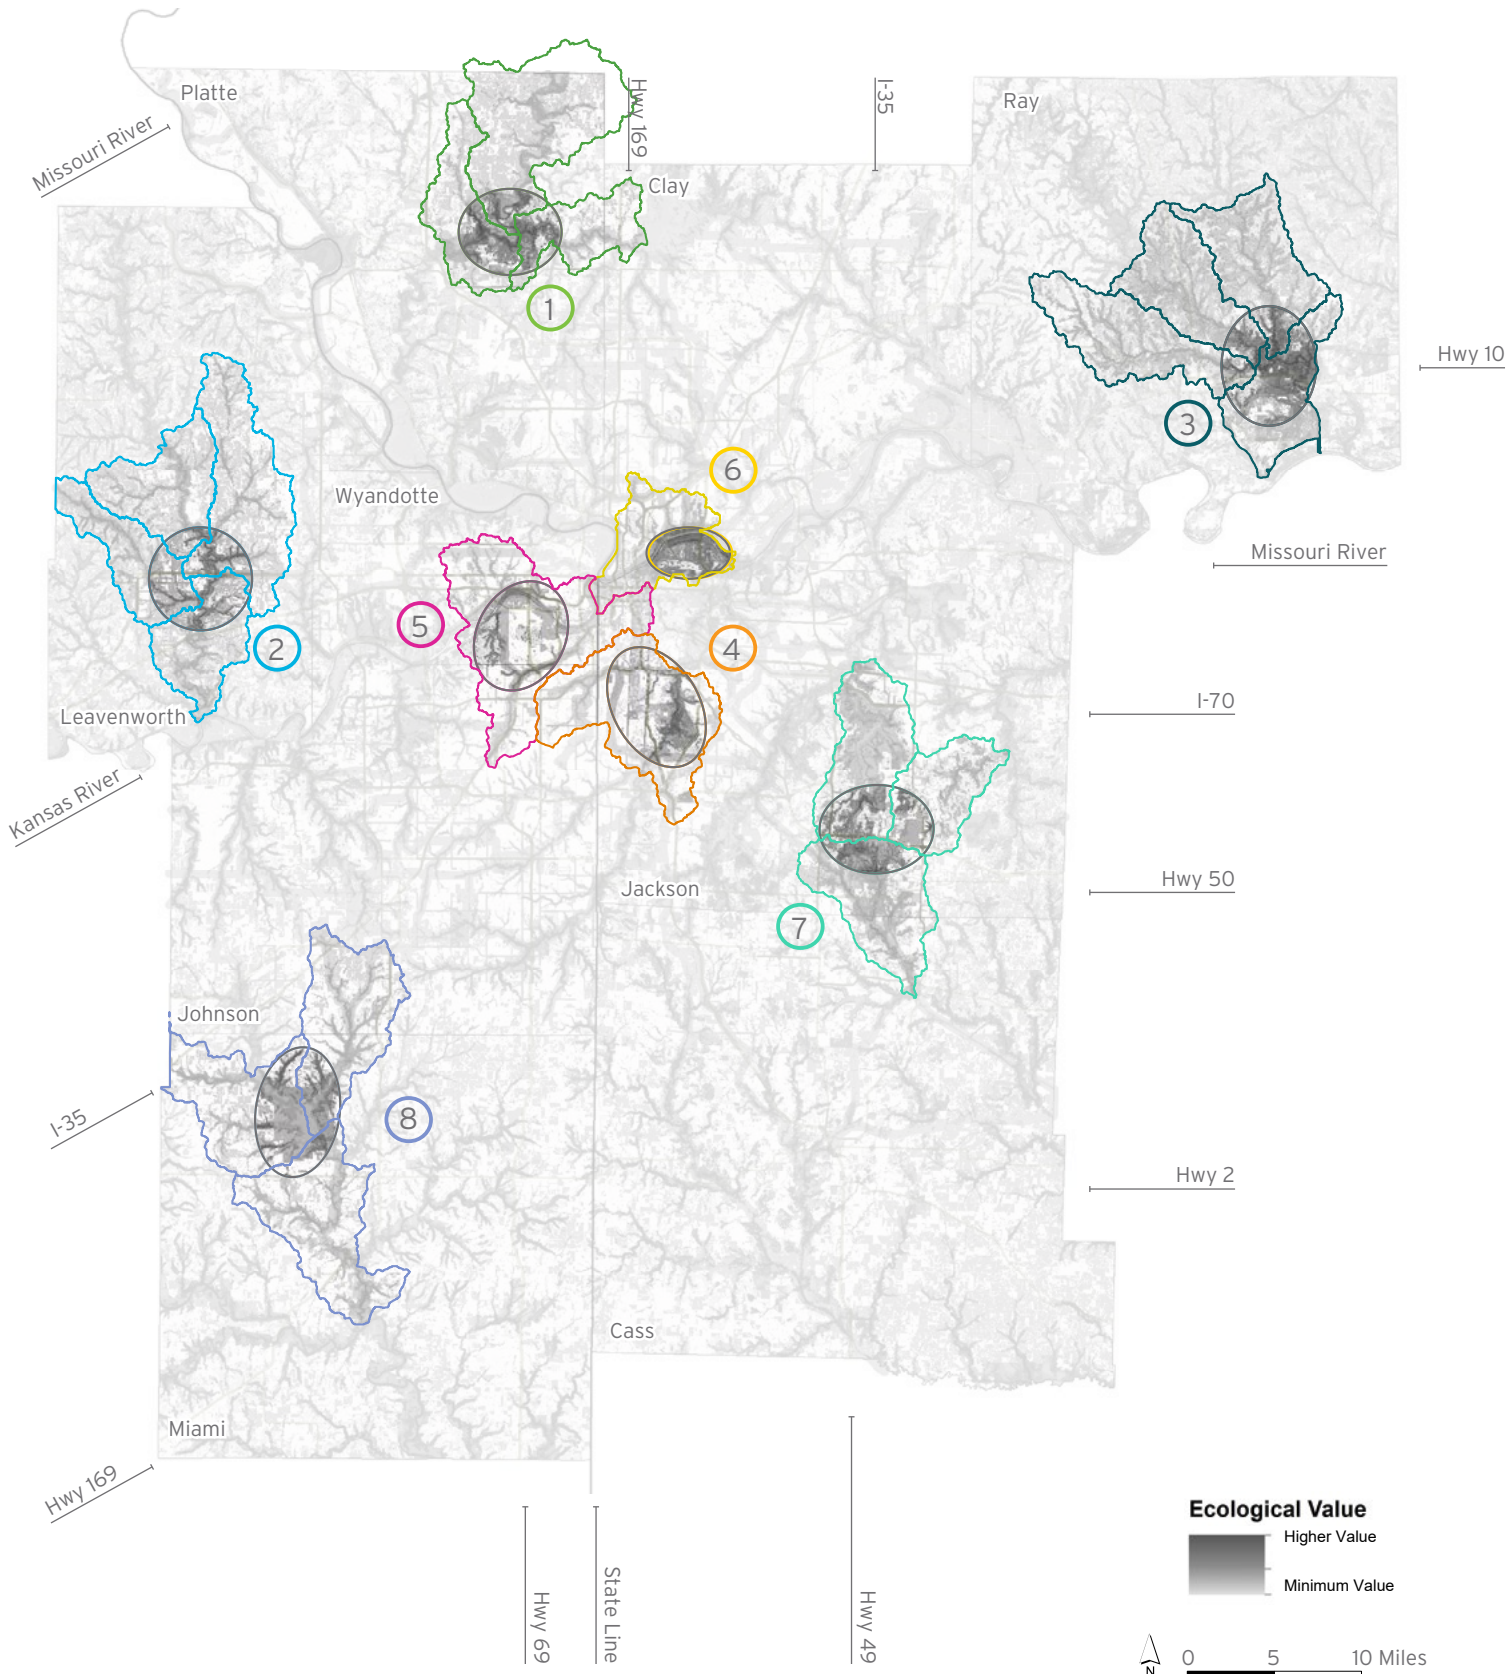 Platte
Hwy 169
I-35
Ray
Missouri River
Clay
1
Hwy 10
3
6
Wyandotte
Missouri River
5
2
4
I-70
Leavenworth
Kansas River
Jackson
Hwy 50
7
Johnson
I-35
8
Hwy 2
Cass
Miami
Hwy 169
Hwy 69
State Line
Hwy 49
Ecological Value
Higher Value
Minimum Value
N
0 5 10 Miles